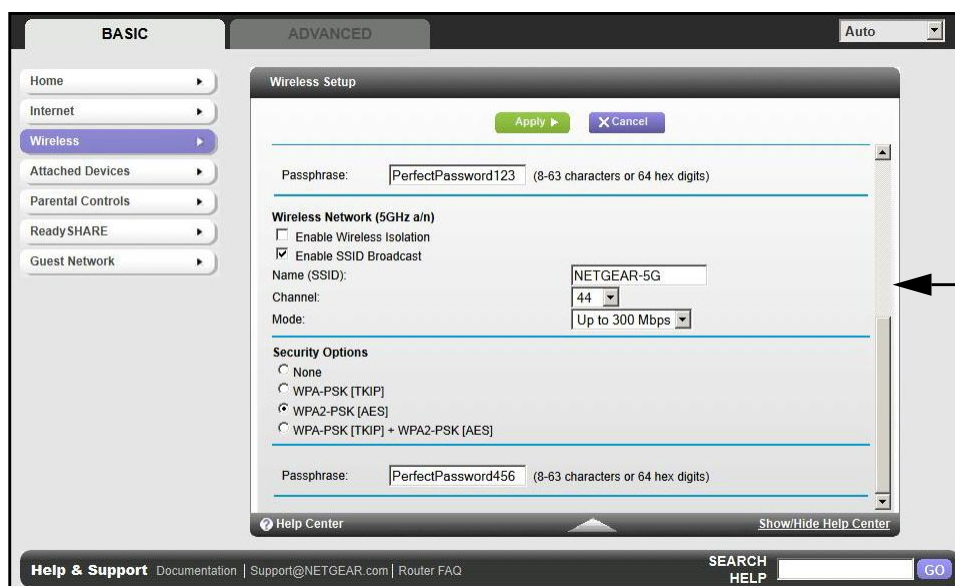 BASIC
ADVANCED
Auto
Home
Internet
Wireless
Attached Devices
Parental Controls
ReadySHARE
Guest Network
Wireless Setup
Apply
Cancel
Passphrase: PerfectPassword123 (8-63 characters or 64 hex digits)
Wireless Network (5GHz a/n)
Enable Wireless Isolation
Enable SSID Broadcast
Name (SSID): NETGEAR-5G
Channel: 44
Mode: Up to 300 Mbps
Security Options
None
WPA-PSK [TKIP]
WPA2-PSK [AES]
WPA-PSK [TKIP] + WPA2-PSK [AES]
Passphrase: PerfectPassword456 (8-63 characters or 64 hex digits)
? Help Center
Show/Hide Help Center
Help & Support Documentation | Support@NETGEAR.com | Router FAQ
SEARCH
HELP
GO